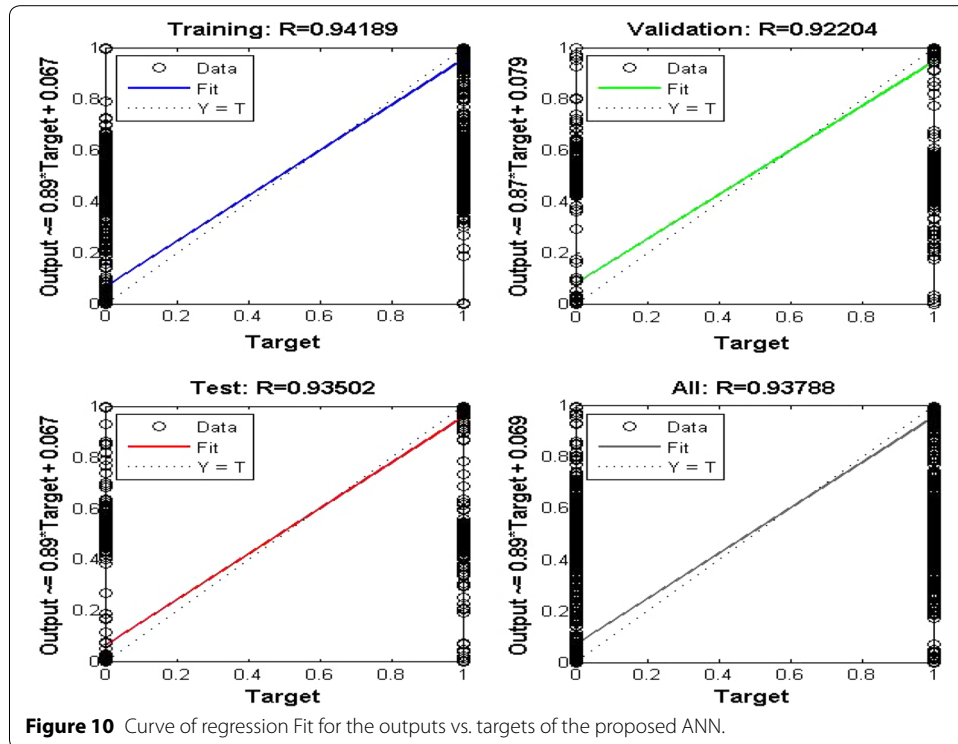 Training: R=0.94189
Output ~= 0.89*Target + 0.067
1
0.8
0.6
0.4
0.2
0
Data
Fit
Y = T
0 0.2 0.4 0.6 0.8 1
Target
Validation: R=0.92204
Output ~= 0.87*Target + 0.079
1
0.8
0.6
0.4
0.2
0
Data
Fit
Y = T
0 0.2 0.4 0.6 0.8 1
Target
Test: R=0.93502
Output ~= 0.89*Target + 0.067
1
0.8
0.6
0.4
0.2
0
Data
Fit
Y = T
0 0.2 0.4 0.6 0.8 1
Target
All: R=0.93788
Output ~= 0.89*Target + 0.069
1
0.8
0.6
0.4
0.2
0
Data
Fit
Y = T
0 0.2 0.4 0.6 0.8 1
Target
Figure 10 Curve of regression Fit for the outputs vs. targets of the proposed ANN.